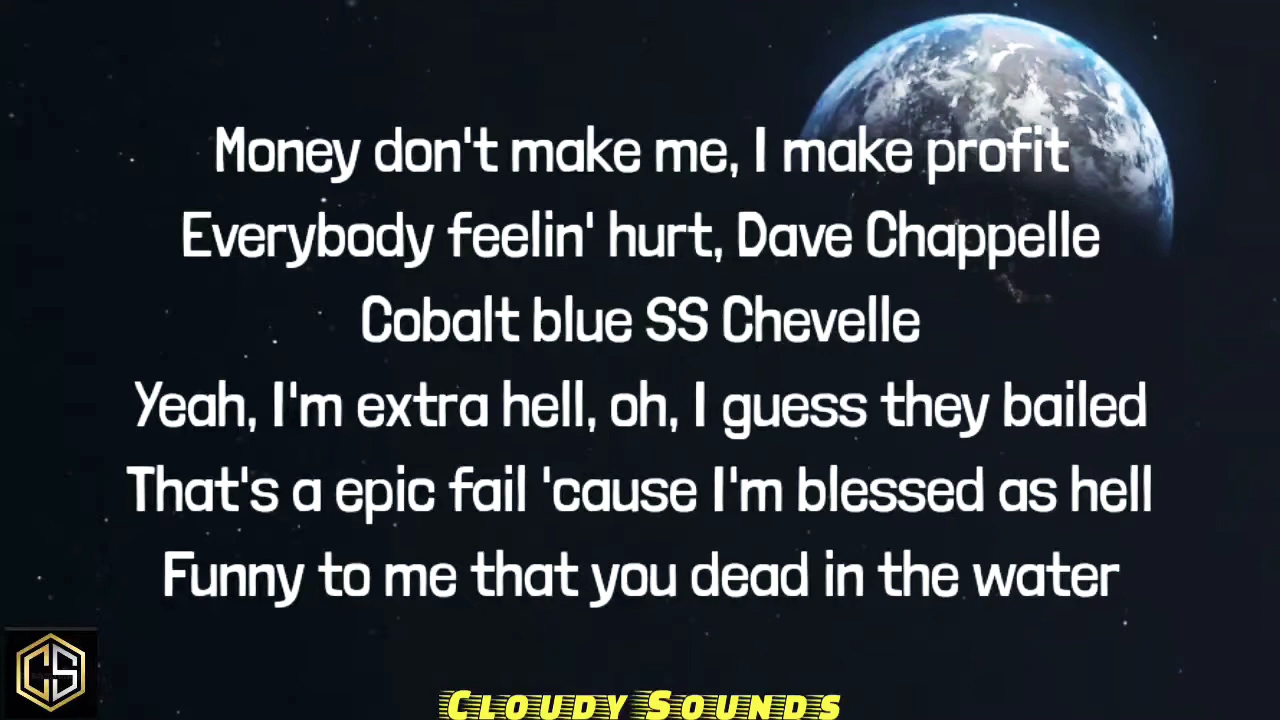 Money don't make me, I make profit
Everybody feelin' hurt, Dave Chappelle
Cobalt blue SS Chevelle
Yeah, I'm extra hell, oh, I guess they bailed
That's a epic fail 'cause I'm blessed as hell
Funny to me that you dead in the water
CS
Cloudy Sounds